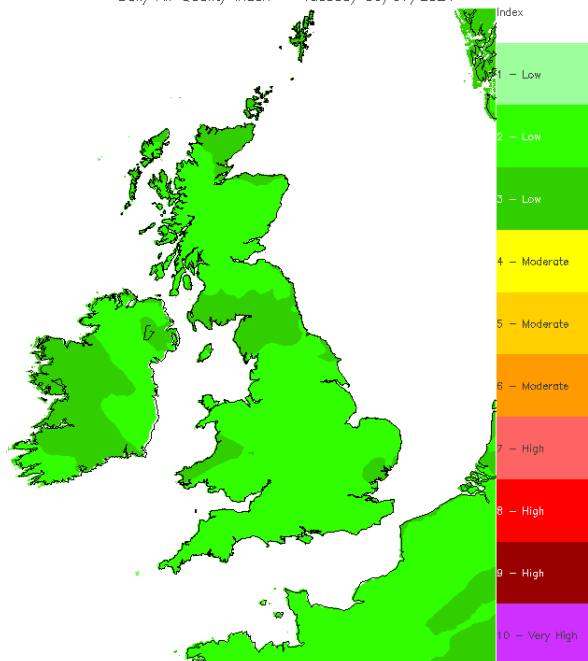 Index
1 - Low
2 - Low
3 - Low
4 - Moderate
5 - Moderate
6 - Moderate
7 - High
8 - High
9 - High
10 - Very High